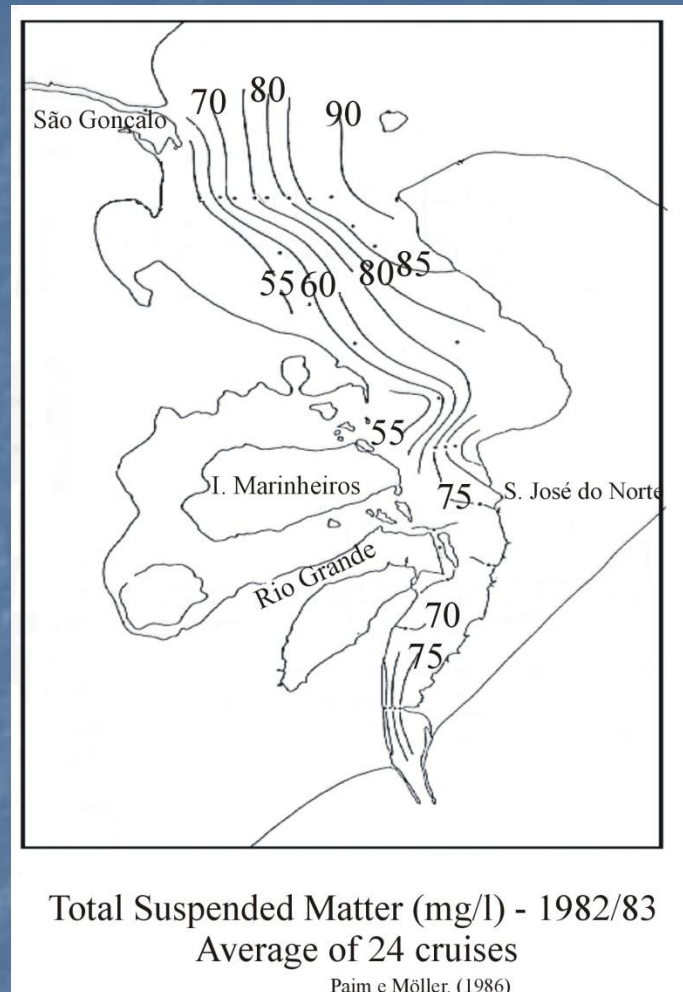 70 80
90
São Gonçalo
55 60 80 85
55
I. Marinheiros
75 S. José do Norte
Rio Grande
70
75
Total Suspended Matter (mg/l) - 1982/83
Average of 24 cruises
Paim e Möller, (1986)